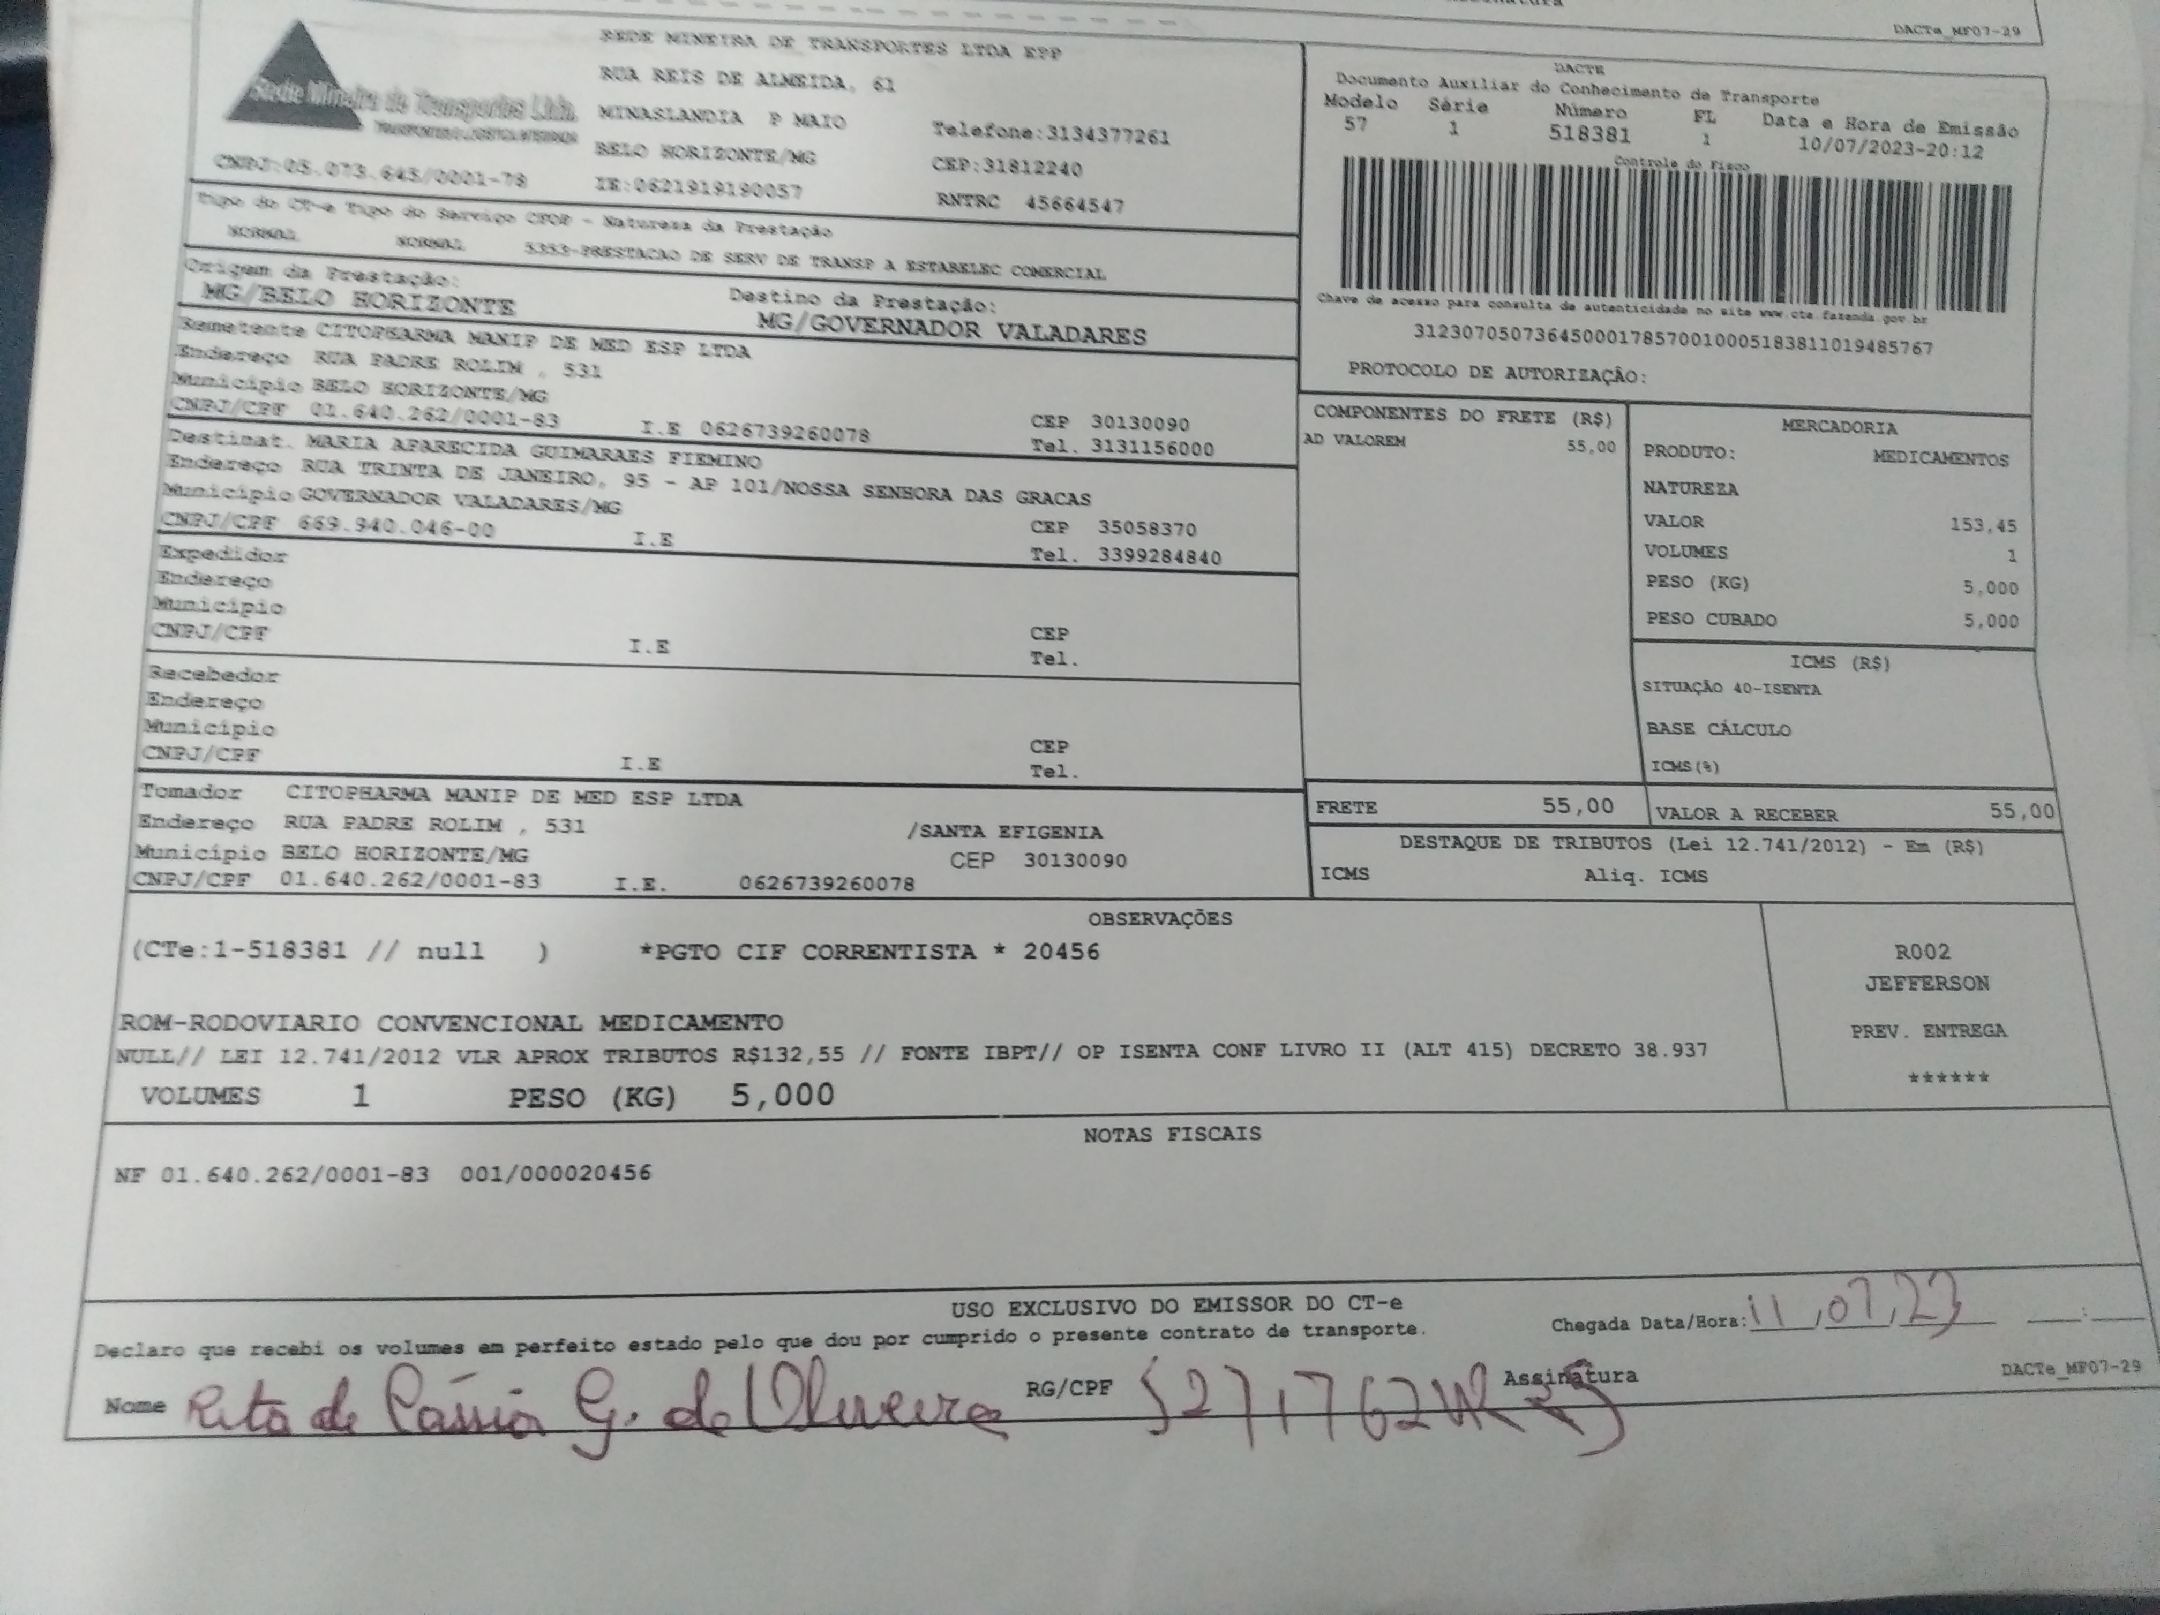 DACTe_MF07-29
Rede Mineira de Transportes Ltda.
TRANSPORTES E LOGÍSTICA INTEGRADA
CNPJ:05.073.645/0001-78
REDE MINEIRA DE TRANSPORTES LTDA EPP
RUA REIS DE ALMEIDA, 61
MINASLANDIA P MAIO Telefone:3134377261
BELO HORIZONTE/MG CEP:31812240
IE:0621919190057 RNTRC 45664547
DACTE
Documento Auxiliar do Conhecimento de Transporte
Modelo Série Número FL Data e Hora de Emissão
57 1 518381 1 10/07/2023-20:12
Controle do Fisco
Chave de acesso para consulta de autenticidade no site www.cte.fazenda.gov.br
31230705073645000178570010005183811019485767
PROTOCOLO DE AUTORIZAÇÃO:
Tipo do CT-e Tipo do Serviço CFOP - Natureza da Prestação
NORMAL NORMAL 5353-PRESTACAO DE SERV DE TRANSP A ESTABELEC COMERCIAL
Origem da Prestação: Destino da Prestação:
MG/BELO HORIZONTE MG/GOVERNADOR VALADARES
Remetente CITOPHARMA MANIP DE MED ESP LTDA
Endereço RUA PADRE ROLIM , 531
Município BELO HORIZONTE/MG CEP 30130090
CNPJ/CPF 01.640.262/0001-83 I.E 0626739260078 Tel. 3131156000
Destinat. MARIA APARECIDA GUIMARAES FIEMINO
Endereço RUA TRINTA DE JANEIRO, 95 - AP 101/NOSSA SENHORA DAS GRACAS
Município GOVERNADOR VALADARES/MG CEP 35058370
CNPJ/CPF 669.940.046-00 I.E Tel. 3399284840
Expedidor
Endereço
Município CEP
CNPJ/CPF I.E Tel.
Recebedor
Endereço
Município CEP
CNPJ/CPF I.E Tel.
Tomador CITOPHARMA MANIP DE MED ESP LTDA
Endereço RUA PADRE ROLIM , 531 /SANTA EFIGENIA
Município BELO HORIZONTE/MG CEP 30130090
CNPJ/CPF 01.640.262/0001-83 I.E. 0626739260078
COMPONENTES DO FRETE (R$)
AD VALOREM 55,00
MERCADORIA
PRODUTO: MEDICAMENTOS
NATUREZA
VALOR 153,45
VOLUMES 1
PESO (KG) 5,000
PESO CUBADO 5,000
ICMS (R$)
SITUAÇÃO 40-ISENTA
BASE CÁLCULO
ICMS(%)
FRETE 55,00 VALOR A RECEBER 55,00
DESTAQUE DE TRIBUTOS (Lei 12.741/2012) - Em (R$)
ICMS Aliq. ICMS
OBSERVAÇÕES
(CTe:1-518381 // null ) *PGTO CIF CORRENTISTA * 20456
ROM-RODOVIARIO CONVENCIONAL MEDICAMENTO
NULL// LEI 12.741/2012 VLR APROX TRIBUTOS R$132,55 // FONTE IBPT// OP ISENTA CONF LIVRO II (ALT 415) DECRETO 38.937
VOLUMES 1 PESO (KG) 5,000
R002
JEFFERSON
PREV. ENTREGA
******
NOTAS FISCAIS
NF 01.640.262/0001-83 001/000020456
USO EXCLUSIVO DO EMISSOR DO CT-e
Declaro que recebi os volumes em perfeito estado pelo que dou por cumprido o presente contrato de transporte.
Chegada Data/Hora: 11,07,23 :
Nome Rita de Cássia G. de Oliveira RG/CPF Assinatura
DACTe_MF07-29